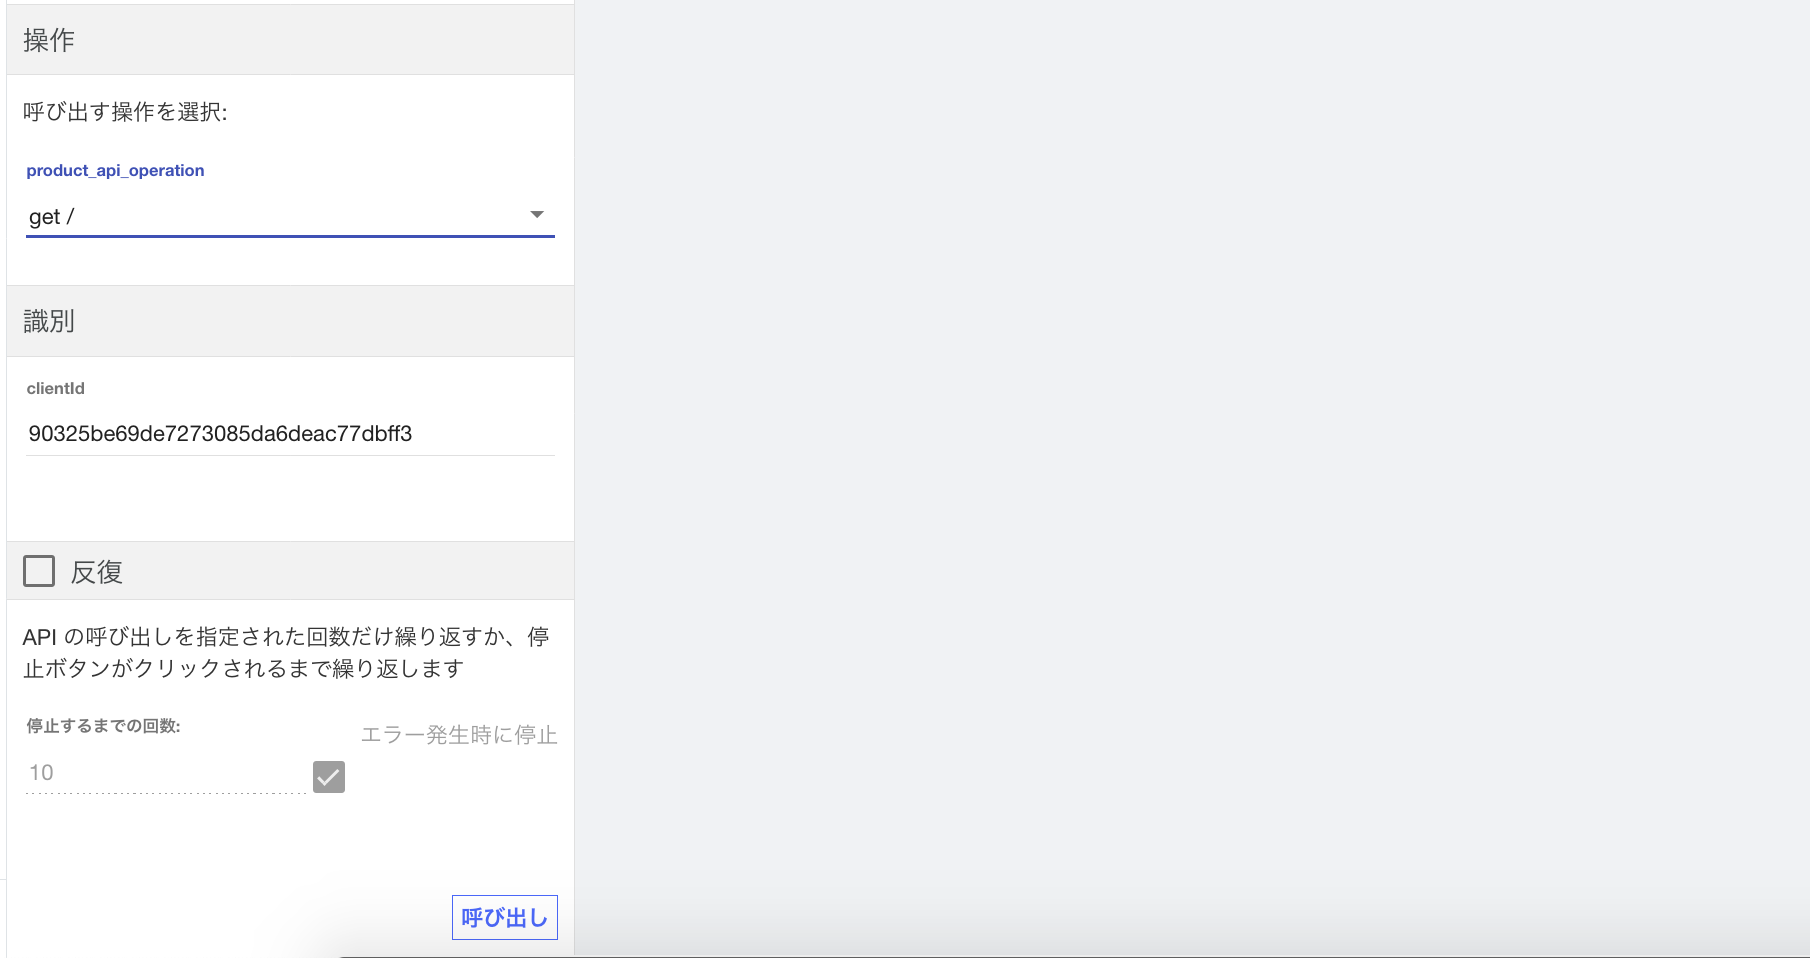 操作
呼び出す操作を選択:
product_api_operation
get /
識別
clientId
90325be69de7273085da6deac77dbff3
反復
API の呼び出しを指定された回数だけ繰り返すか、停
止ボタンがクリックされるまで繰り返します
停止するまでの回数:
エラー発生時に停止
10
呼び出し